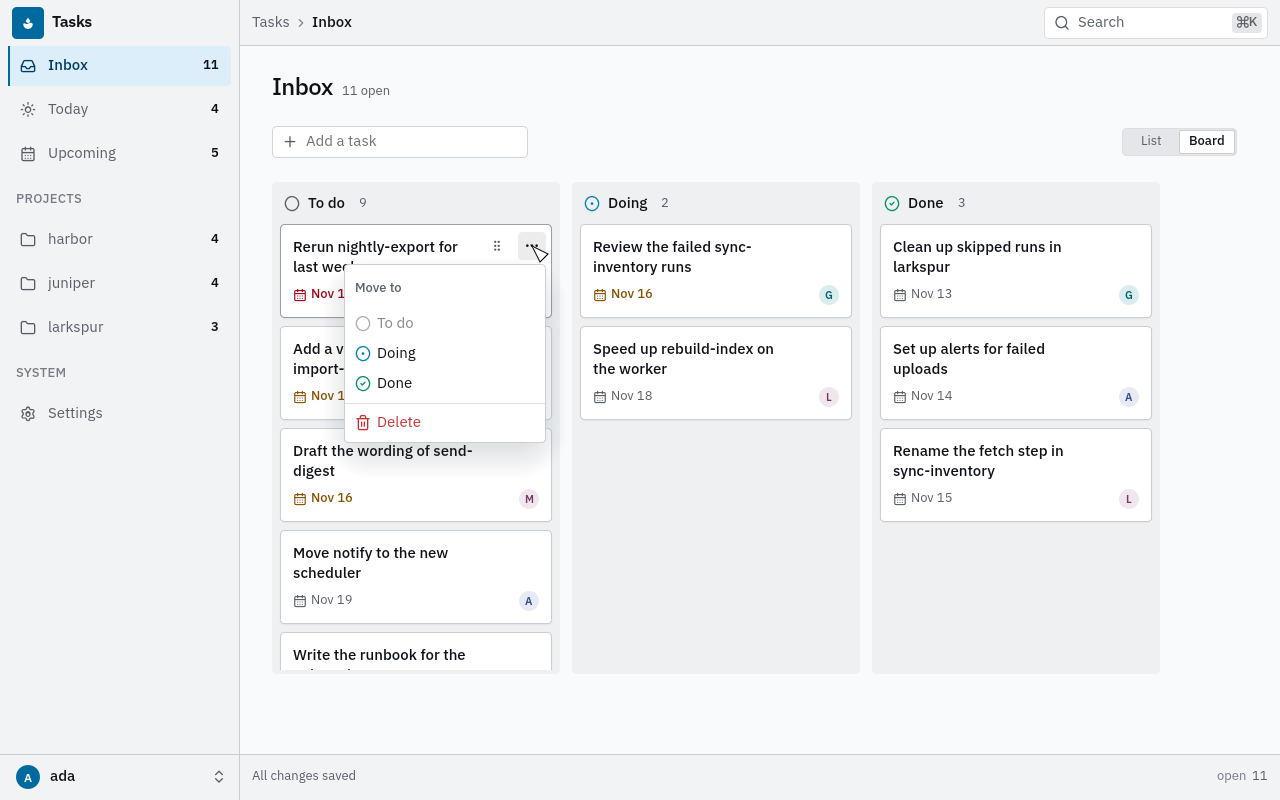 Tasks
Inbox 11
Today 4
Upcoming 5
PROJECTS
harbor 4
juniper 4
larkspur 3
SYSTEM
Settings
A ada
Tasks > Inbox
Search ⌘K
Inbox 11 open
Add a task
List Board
To do 9
Rerun nightly-export for
last
Nov
Move to
To do
Doing
Done
Delete
Add a
import-
Nov
Draft the wording of send-
digest
Nov 16 M
Move notify to the new
scheduler
Nov 19 A
Write the runbook for the
Doing 2
Review the failed sync-
inventory runs
Nov 16 G
Speed up rebuild-index on
the worker
Nov 18 L
Done 3
Clean up skipped runs in
larkspur
Nov 13 G
Set up alerts for failed
uploads
Nov 14 A
Rename the fetch step in
sync-inventory
Nov 15 L
All changes saved
open 11